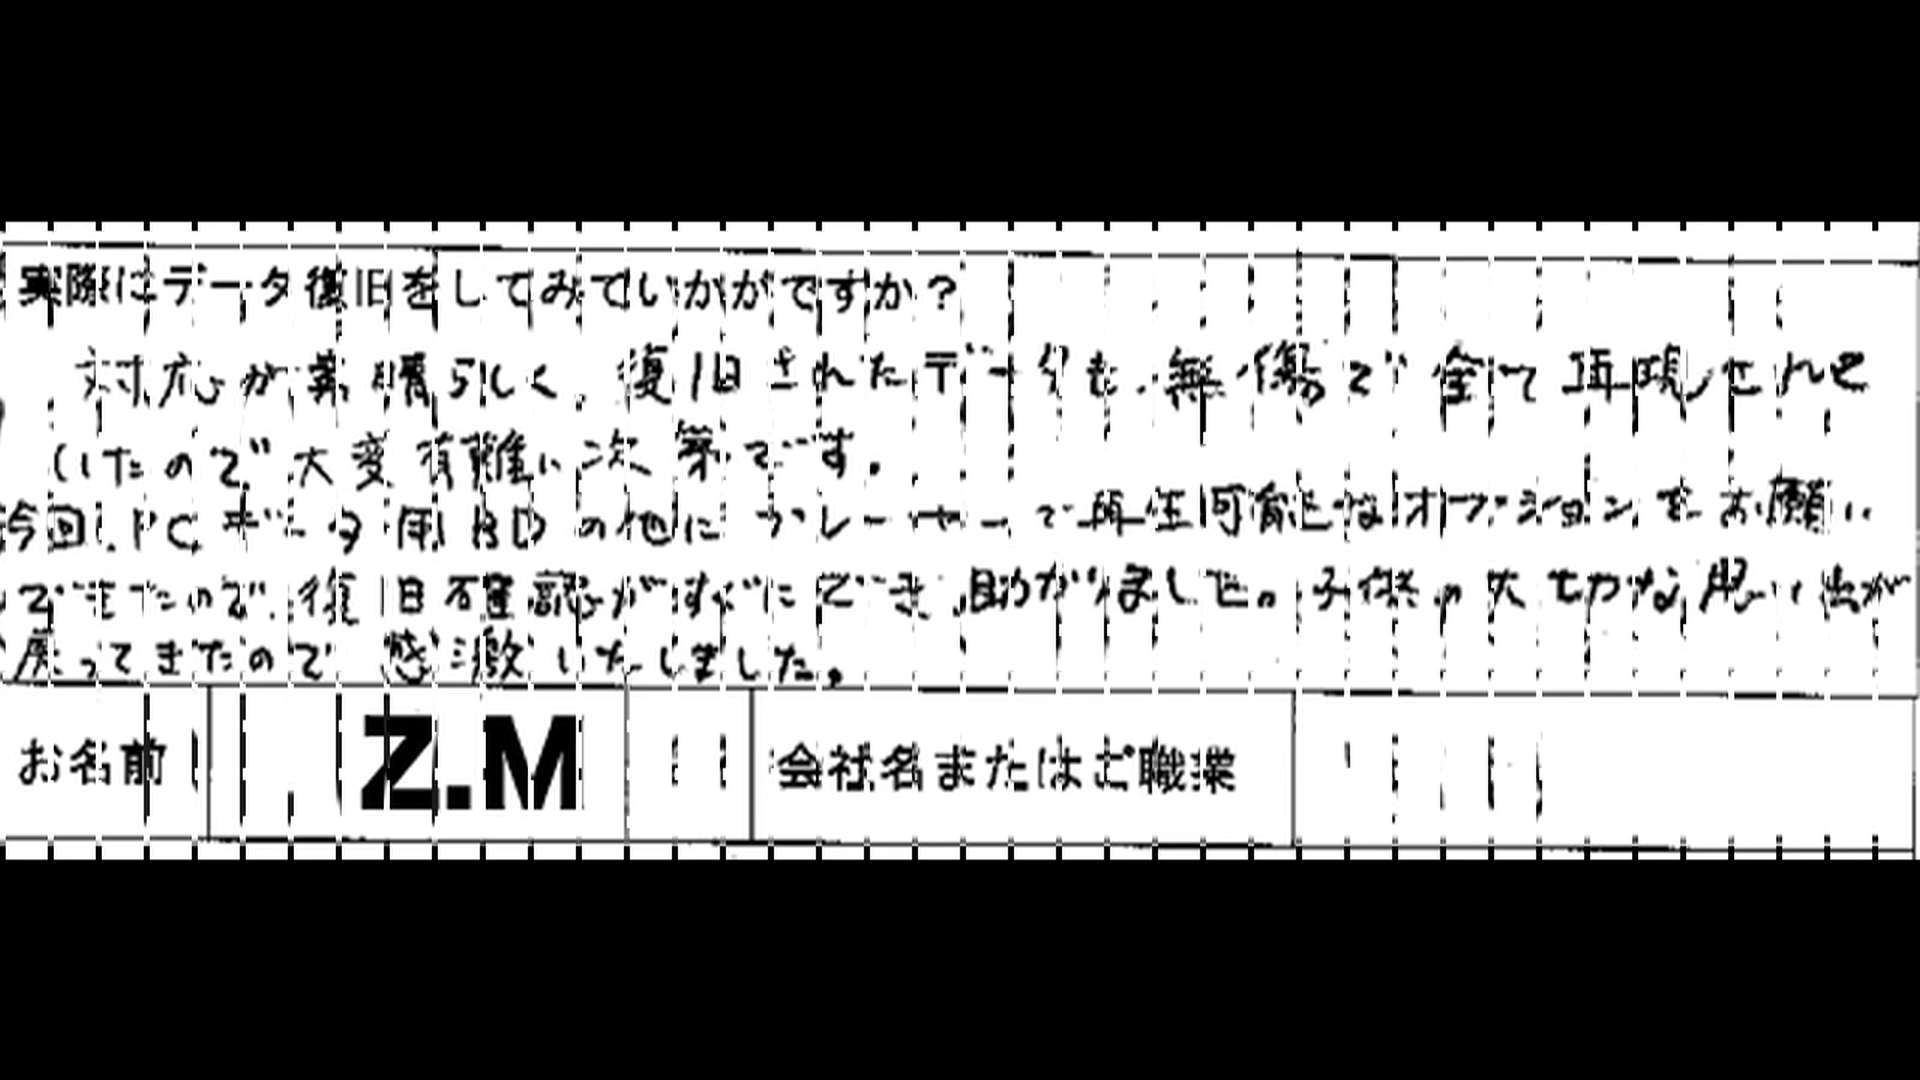 実際にデータ復旧をしてみていかがですか？
対応が素晴らしく、復旧されたデータも、無傷で全て再現されて
いたので大変有難い次第です。
今回、PCデータ用HDの他にプレーヤーで再生可能なオプションをお願い
できたので、復旧確認がすぐにでき、助かりました。子供の大切な思い出が
戻ってきたので感激いたしました。
お名前 Z.M 会社名またはご職業